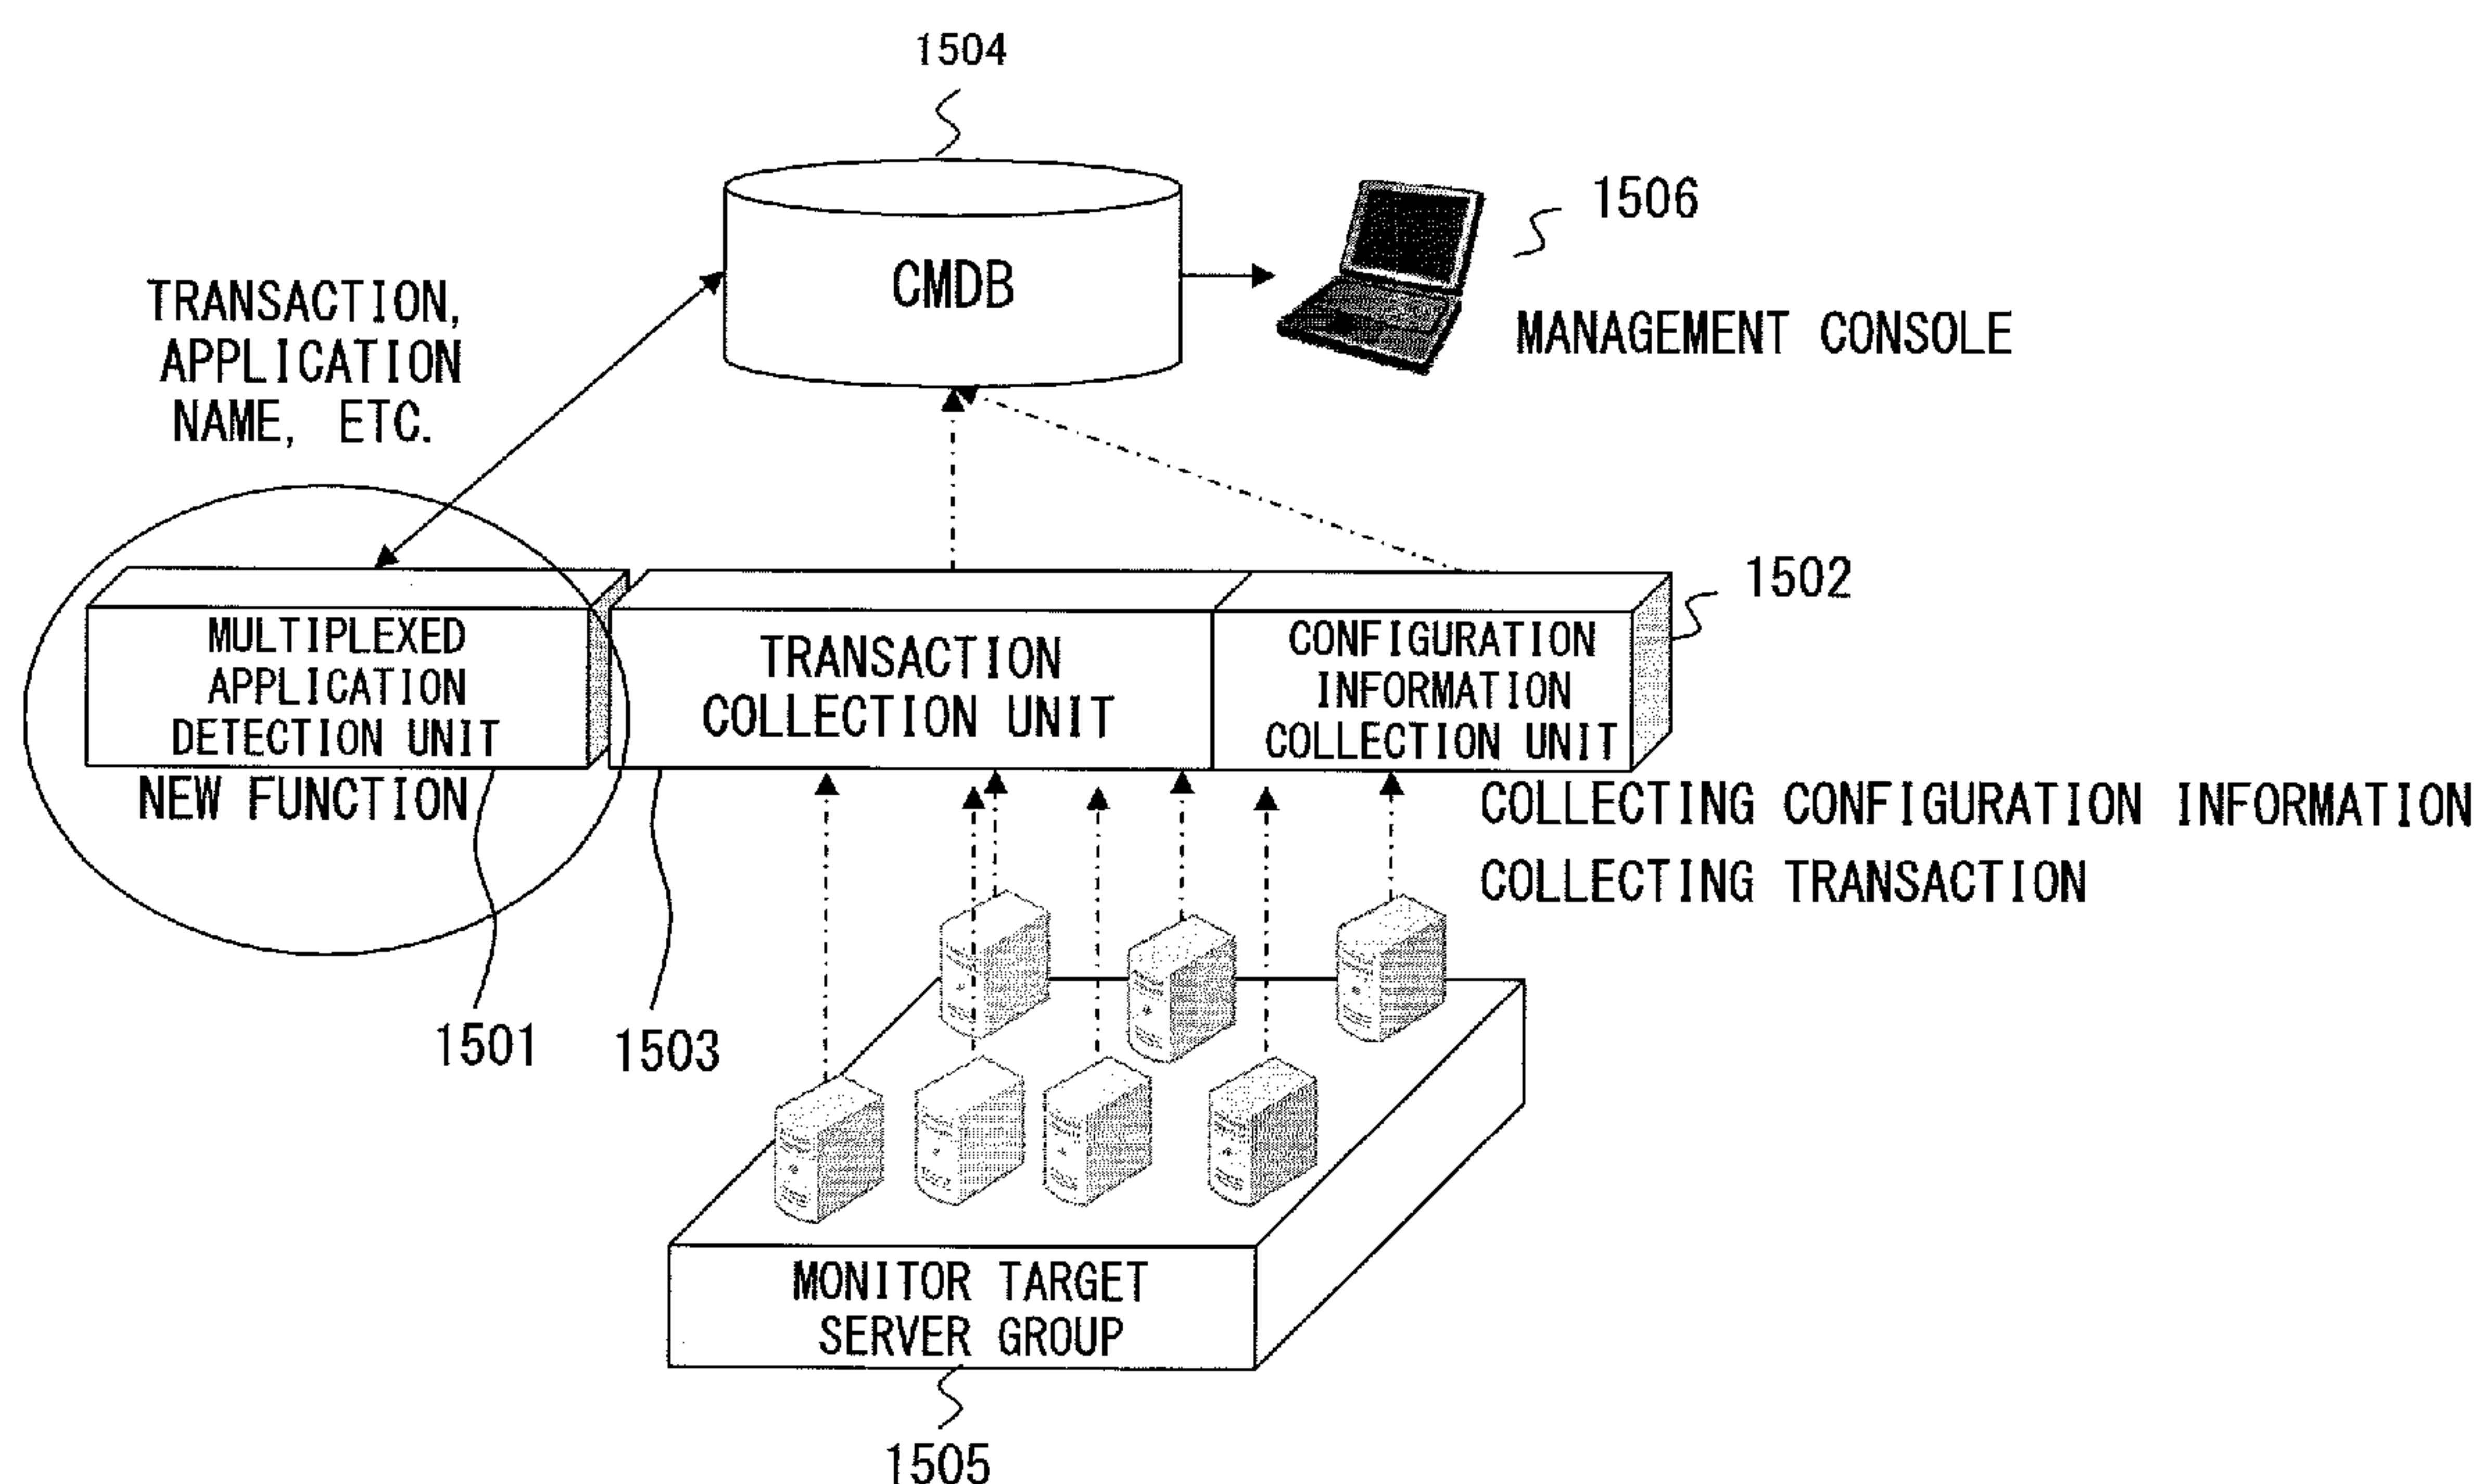 1504
1506
CMDB
MANAGEMENT CONSOLE
TRANSACTION,
APPLICATION
NAME, ETC.
1502
MULTIPLEXED
APPLICATION
DETECTION UNIT
NEW FUNCTION
TRANSACTION
COLLECTION UNIT
CONFIGURATION
INFORMATION
COLLECTION UNIT
COLLECTING CONFIGURATION INFORMATION
COLLECTING TRANSACTION
1501
1503
MONITOR TARGET
SERVER GROUP
1505